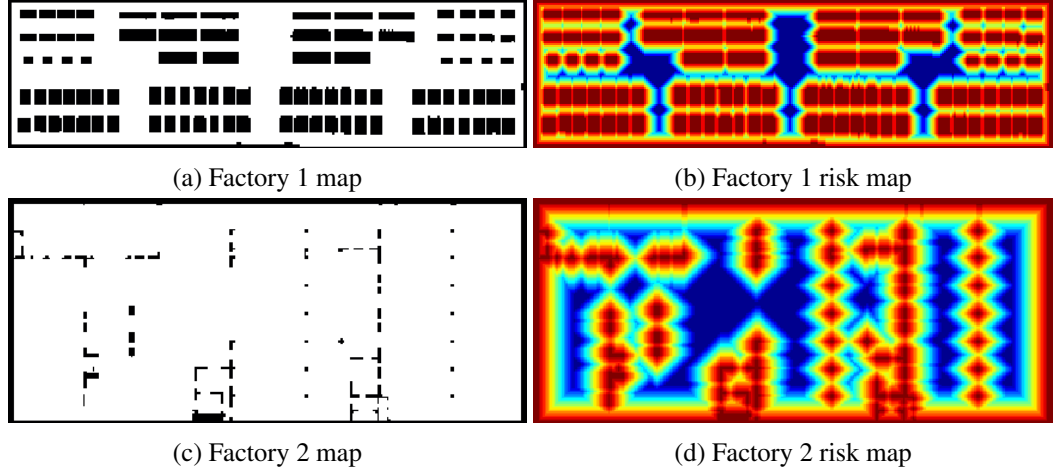 (a) Factory 1 map
(b) Factory 1 risk map
(c) Factory 2 map
(d) Factory 2 risk map